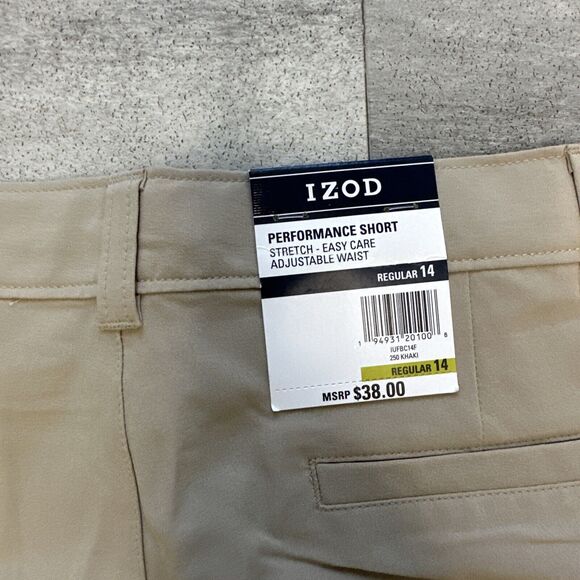 IZOD
PERFORMANCE SHORT
STRETCH - EASY CARE
ADJUSTABLE WAIST
REGULAR 14
1 94931 20100 8
IUFBC14F
250 KHAKI
REGULAR 14
MSRP $38.00